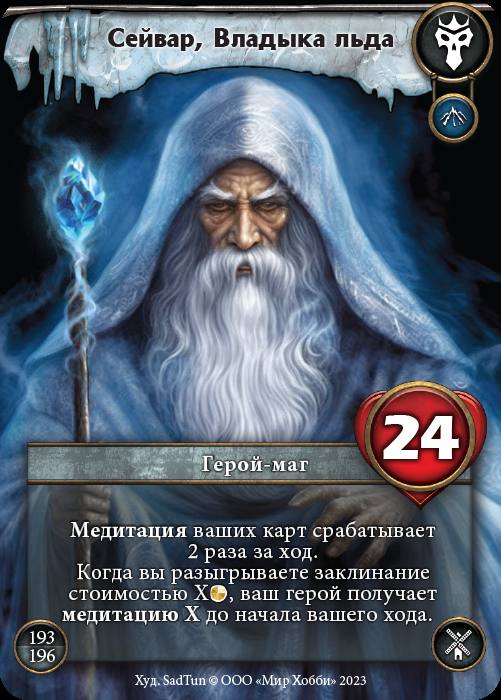 Сейвар, Владыка льда
24
Герой-маг
Медитация ваших карт срабатывает
2 раза за ход.
Когда вы разыгрываете заклинание
стоимостью X, ваш герой получает
медитацию X до начала вашего хода.
193
196
Худ. SadTun © ООО «Мир Хобби» 2023